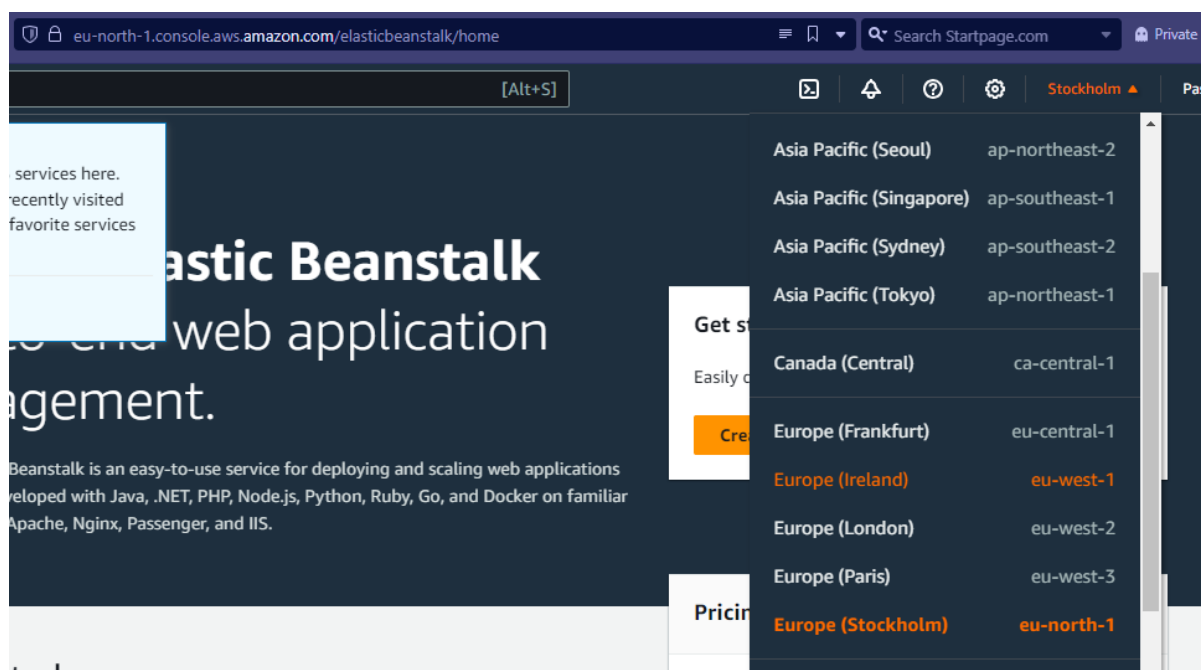 eu-north-1.console.aws.amazon.com/elasticbeanstalk/home
Search Startpage.com
Private
[Alt+S]
Stockholm
services here.
recently visited
favorite services
astic Beanstalk
web application
agement.
Beanstalk is an easy-to-use service for deploying and scaling web applications
veloped with Java, .NET, PHP, Node.js, Python, Ruby, Go, and Docker on familiar
Apache, Nginx, Passenger, and IIS.
Get st
Easily c
Crea
Pricin
Asia Pacific (Seoul) ap-northeast-2
Asia Pacific (Singapore) ap-southeast-1
Asia Pacific (Sydney) ap-southeast-2
Asia Pacific (Tokyo) ap-northeast-1
Canada (Central) ca-central-1
Europe (Frankfurt) eu-central-1
Europe (Ireland) eu-west-1
Europe (London) eu-west-2
Europe (Paris) eu-west-3
Europe (Stockholm) eu-north-1